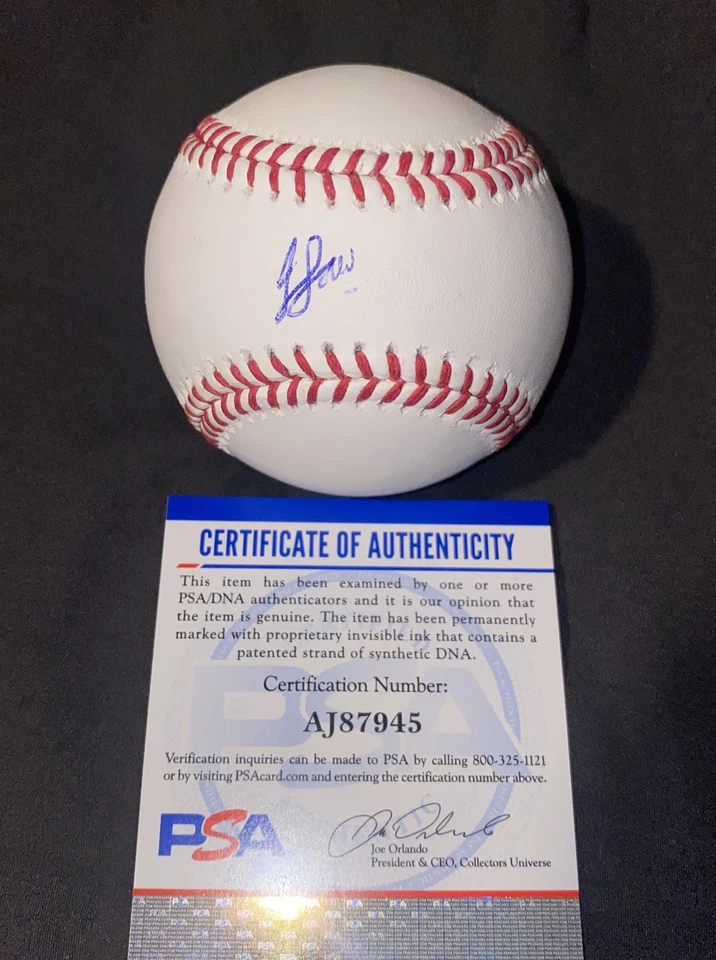 CERTIFICATE OF AUTHENTICITY
This item has been examined by one or more
PSA/DNA authenticators and it is our opinion that
the item is genuine. The item has been permanently
marked with proprietary invisible ink that contains a
patented strand of synthetic DNA.
Certification Number:
AJ87945
Verification inquiries can be made to PSA by calling 800-325-1121
or by visiting PSAcard.com and entering the certification number above.
PSA
Joe Orlando
President & CEO, Collectors Universe